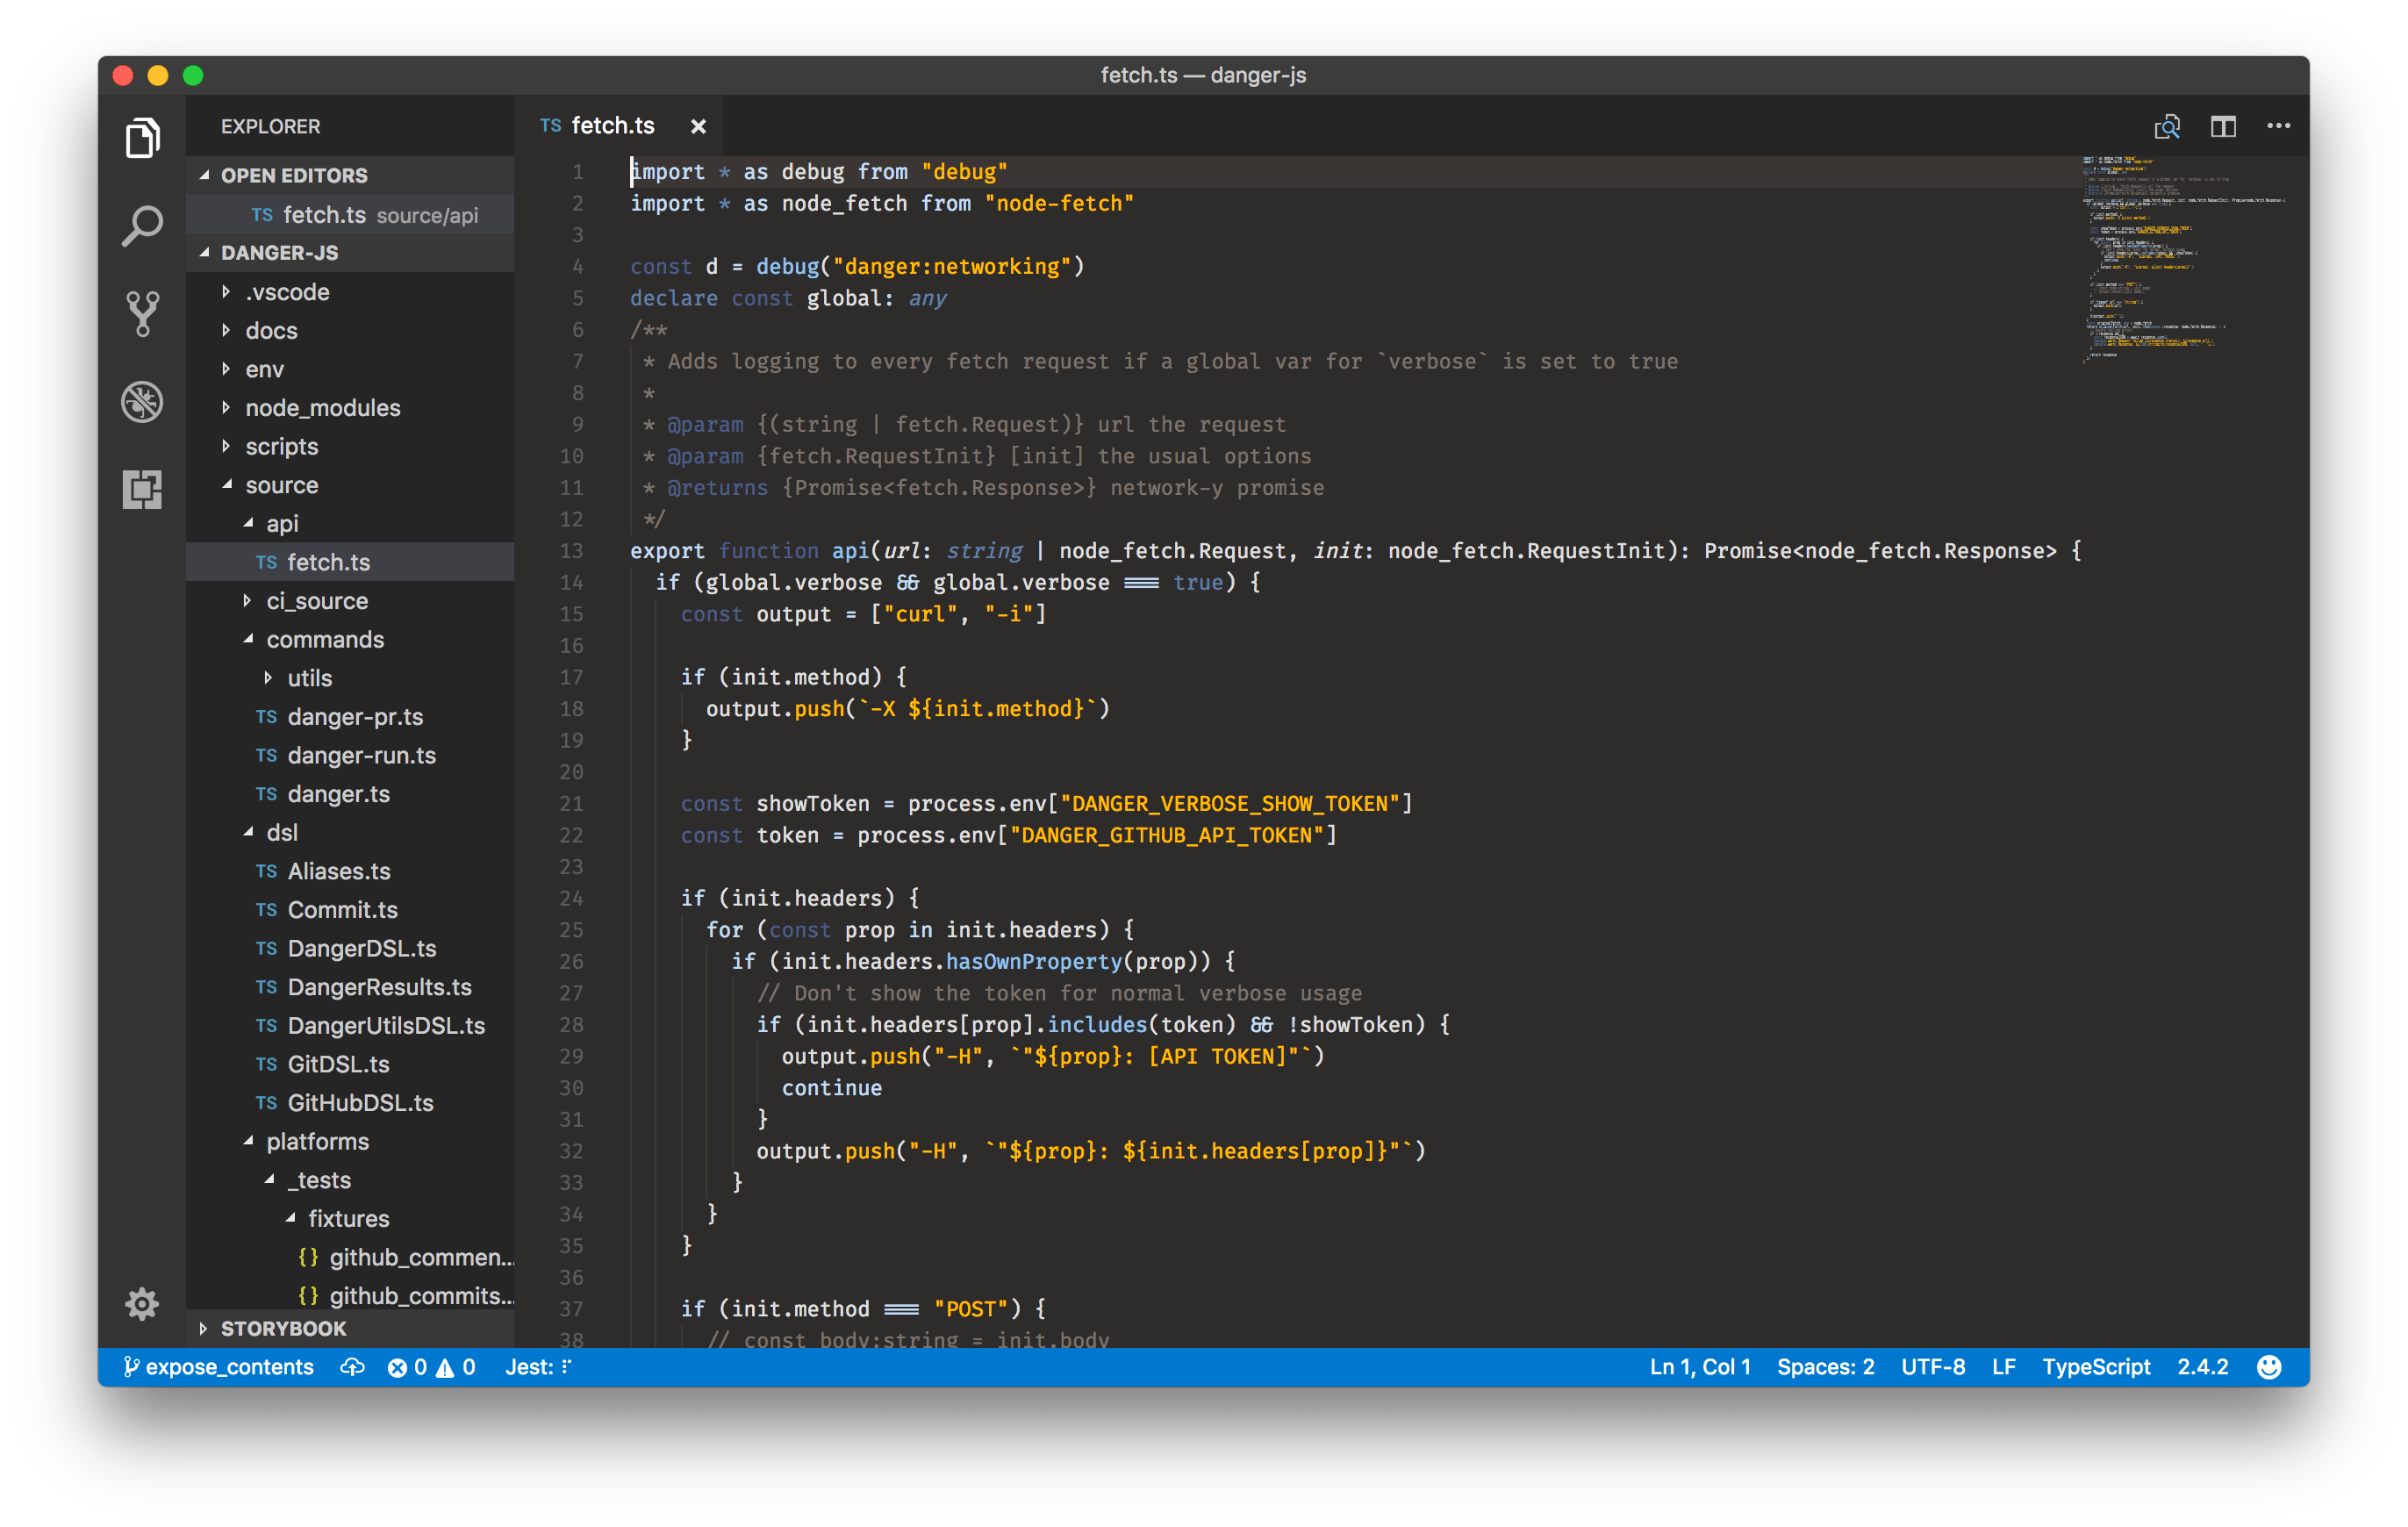 fetch.ts — danger-js
EXPLORER
OPEN EDITORS
TS fetch.ts source/api
DANGER-JS
.vscode
docs
env
node_modules
scripts
source
api
TS fetch.ts
ci_source
commands
utils
TS danger-pr.ts
TS danger-run.ts
TS danger.ts
dsl
TS Aliases.ts
TS Commit.ts
TS DangerDSL.ts
TS DangerResults.ts
TS DangerUtilsDSL.ts
TS GitDSL.ts
TS GitHubDSL.ts
platforms
_tests
fixtures
{} github_commen...
{} github_commits...
STORYBOOK
TS fetch.ts ×
1 import * as debug from "debug"
2 import * as node_fetch from "node-fetch"
3
4 const d = debug("danger:networking")
5 declare const global: any
6 /**
7  * Adds logging to every fetch request if a global var for `verbose` is set to true
8  *
9  * @param {(string | fetch.Request)} url the request
10  * @param {fetch.RequestInit} [init] the usual options
11  * @returns {Promise<fetch.Response>} network-y promise
12  */
13 export function api(url: string | node_fetch.Request, init: node_fetch.RequestInit): Promise<node_fetch.Response> {
14   if (global.verbose && global.verbose === true) {
15     const output = ["curl", "-i"]
16
17     if (init.method) {
18       output.push(`-X ${init.method}`)
19     }
20
21     const showToken = process.env["DANGER_VERBOSE_SHOW_TOKEN"]
22     const token = process.env["DANGER_GITHUB_API_TOKEN"]
23
24     if (init.headers) {
25       for (const prop in init.headers) {
26         if (init.headers.hasOwnProperty(prop)) {
27           // Don't show the token for normal verbose usage
28           if (init.headers[prop].includes(token) && !showToken) {
29             output.push("-H", `"${prop}: [API TOKEN]"`)
30             continue
31           }
32           output.push("-H", `"${prop}: ${init.headers[prop]}"`)
33         }
34       }
35     }
36
37     if (init.method === "POST") {
38       // const body:string = init.body
expose_contents 0 0 Jest: Ln 1, Col 1 Spaces: 2 UTF-8 LF TypeScript 2.4.2